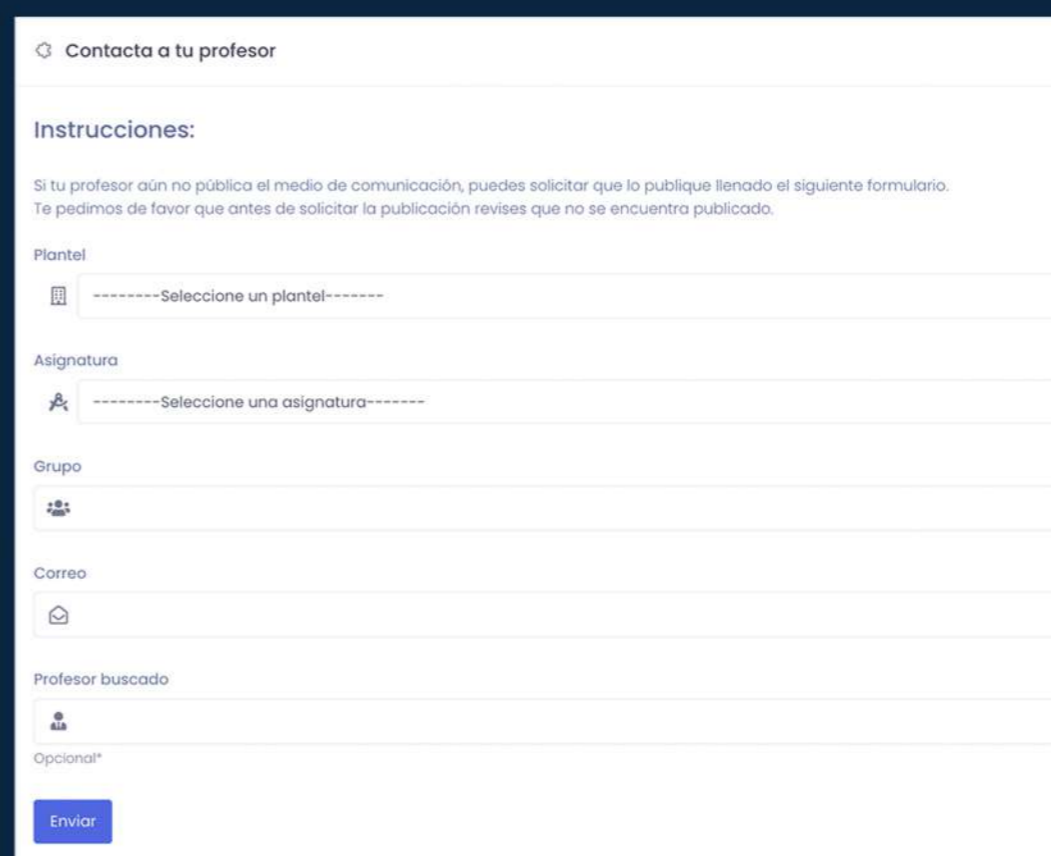 Contacta a tu profesor
Instrucciones:
Si tu profesor aún no pública el medio de comunicación, puedes solicitar que lo publique llenado el siguiente formulario.
Te pedimos de favor que antes de solicitar la publicación revises que no se encuentra publicado.
Plantel
--------Seleccione un plantel-------
Asignatura
--------Seleccione una asignatura-------
Grupo
Correo
Profesor buscado
Opcional*
Enviar